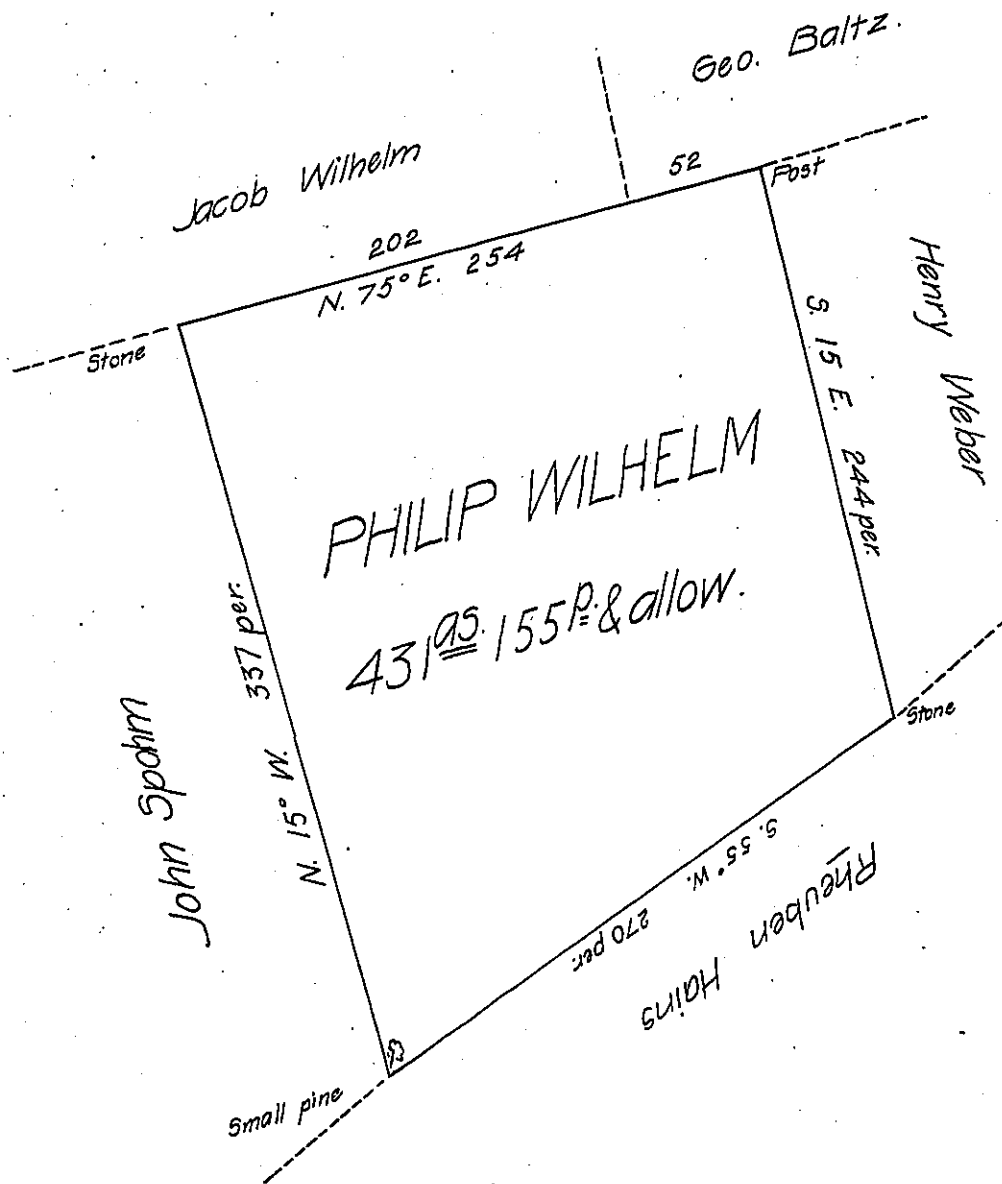 Geo. Baltz.
Jacob Wilhelm
52
Post
202
N. 75° E. 254
Stone
Henry Weber
S. 15 E. 244 per.
PHILIP WILHELM
431as. 155p. & allow.
337 per.
N. 15° W.
John Spohm
Stone
S. 55° W.
270 per.
Rheuben Hains
Small pine